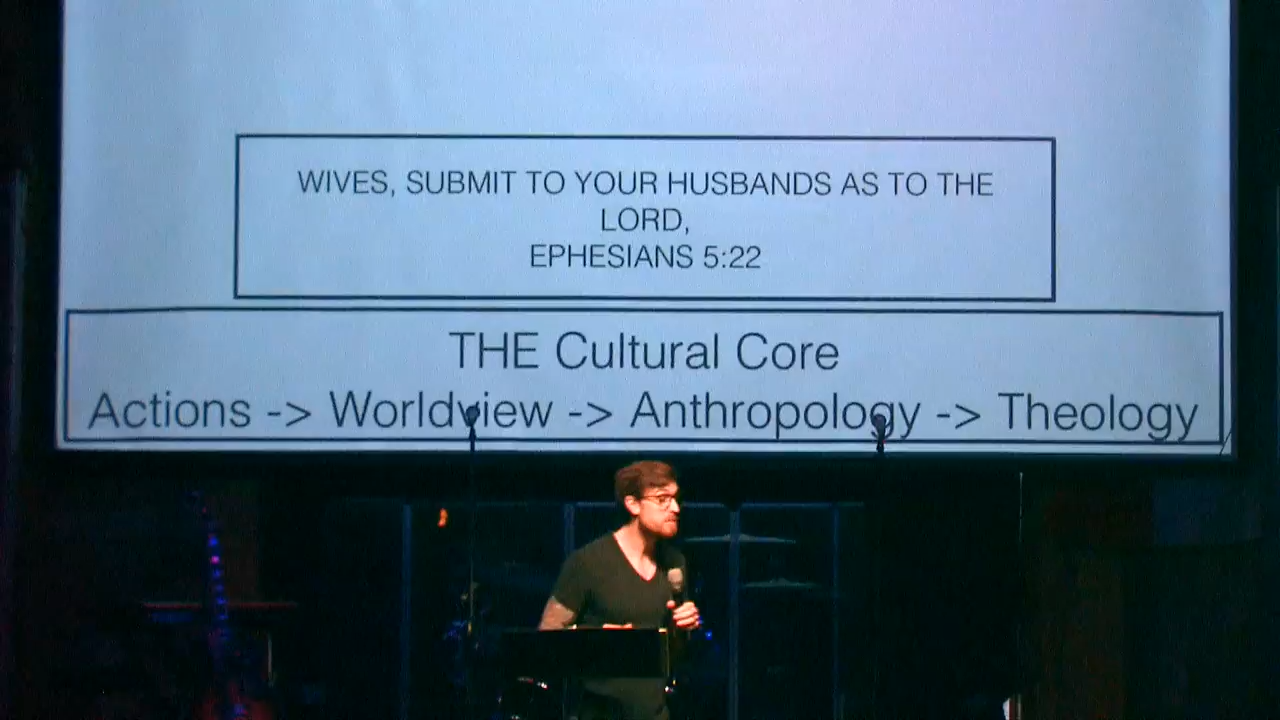 WIVES, SUBMIT TO YOUR HUSBANDS AS TO THE
LORD,
EPHESIANS 5:22
THE Cultural Core
Actions -> Worldview -> Anthropology -> Theology